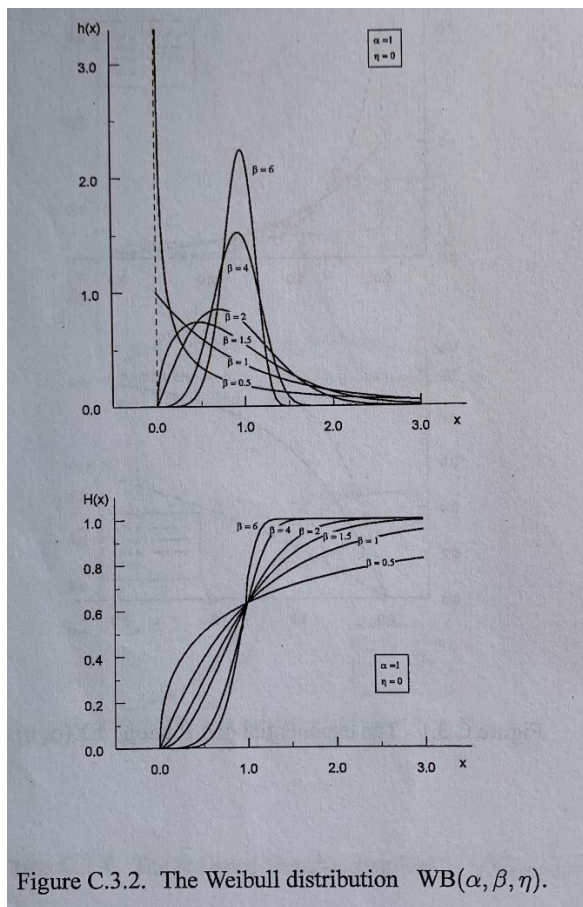 h(x)
α=1
η=0
3.0
β=6
2.0
β=4
1.0
β=2
β=1.5
β=1
β=0.5
0.0
0.0 1.0 2.0 3.0 x
H(x)
1.0
β=6 β=4 β=2 β=1.5 β=1
0.8
β=0.5
0.6
0.4
α=1
η=0
0.2
0.0
0.0 1.0 2.0 3.0 x
Figure C.3.2. The Weibull distribution WB(α, β, η).